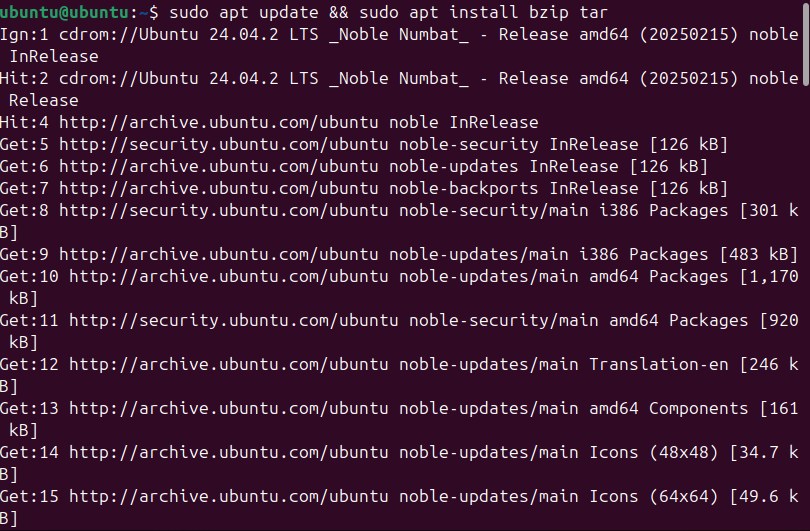 ubuntu@ubuntu:~$ sudo apt update && sudo apt install bzip tar
Ign:1 cdrom://Ubuntu 24.04.2 LTS _Noble Numbat_ - Release amd64 (20250215) noble
 InRelease
Hit:2 cdrom://Ubuntu 24.04.2 LTS _Noble Numbat_ - Release amd64 (20250215) noble
 Release
Hit:4 http://archive.ubuntu.com/ubuntu noble InRelease
Get:5 http://security.ubuntu.com/ubuntu noble-security InRelease [126 kB]
Get:6 http://archive.ubuntu.com/ubuntu noble-updates InRelease [126 kB]
Get:7 http://archive.ubuntu.com/ubuntu noble-backports InRelease [126 kB]
Get:8 http://security.ubuntu.com/ubuntu noble-security/main i386 Packages [301 k
B]
Get:9 http://archive.ubuntu.com/ubuntu noble-updates/main i386 Packages [483 kB]
Get:10 http://archive.ubuntu.com/ubuntu noble-updates/main amd64 Packages [1,170
 kB]
Get:11 http://security.ubuntu.com/ubuntu noble-security/main amd64 Packages [920
 kB]
Get:12 http://archive.ubuntu.com/ubuntu noble-updates/main Translation-en [246 k
B]
Get:13 http://archive.ubuntu.com/ubuntu noble-updates/main amd64 Components [161
 kB]
Get:14 http://archive.ubuntu.com/ubuntu noble-updates/main Icons (48x48) [34.7 k
B]
Get:15 http://archive.ubuntu.com/ubuntu noble-updates/main Icons (64x64) [49.6 k
B]